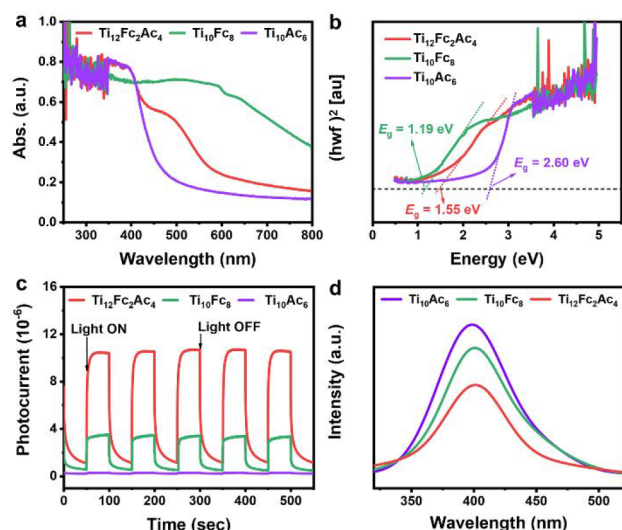 a
Ti12Fc2Ac4
Ti10Fc8
Ti10Ac6
Abs. (a.u.)
1.0
0.8
0.6
0.4
0.2
0.0
300 400 500 600 700 800
Wavelength (nm)
b
Ti12Fc2Ac4
Ti10Fc8
Ti10Ac6
(hwf )2 [au]
Eg = 1.19 eV
Eg = 2.60 eV
Eg = 1.55 eV
0 1 2 3 4 5
Energy (eV)
c
Ti12Fc2Ac4 Ti10Fc8 Ti10Ac6
Light ON
Light OFF
Photocurrent (10-6)
16
12
8
4
0
0 100 200 300 400 500
Time (sec)
d
Ti10Ac6 Ti10Fc8 Ti12Fc2Ac4
Intensity (a.u.)
350 400 450 500
Wavelength (nm)